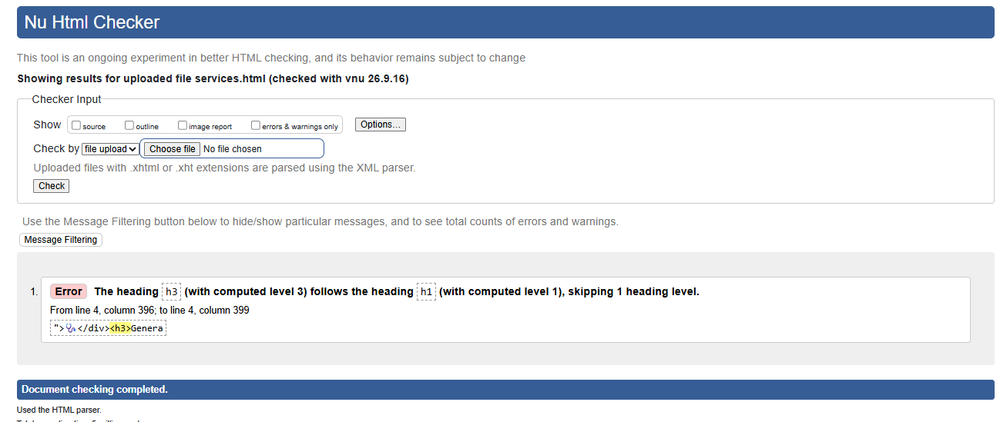 Nu Html Checker
This tool is an ongoing experiment in better HTML checking, and its behavior remains subject to change
Showing results for uploaded file services.html (checked with vnu 26.9.16)
Checker Input
Show source outline image report errors & warnings only Options...
Check by file upload Choose file No file chosen
Uploaded files with .xhtml or .xht extensions are parsed using the XML parser.
Check
Use the Message Filtering button below to hide/show particular messages, and to see total counts of errors and warnings.
Message Filtering
1. Error The heading h3 (with computed level 3) follows the heading h1 (with computed level 1), skipping 1 heading level.
From line 4, column 396; to line 4, column 399
">🩺</div><h3>Genera
Document checking completed.
Used the HTML parser.